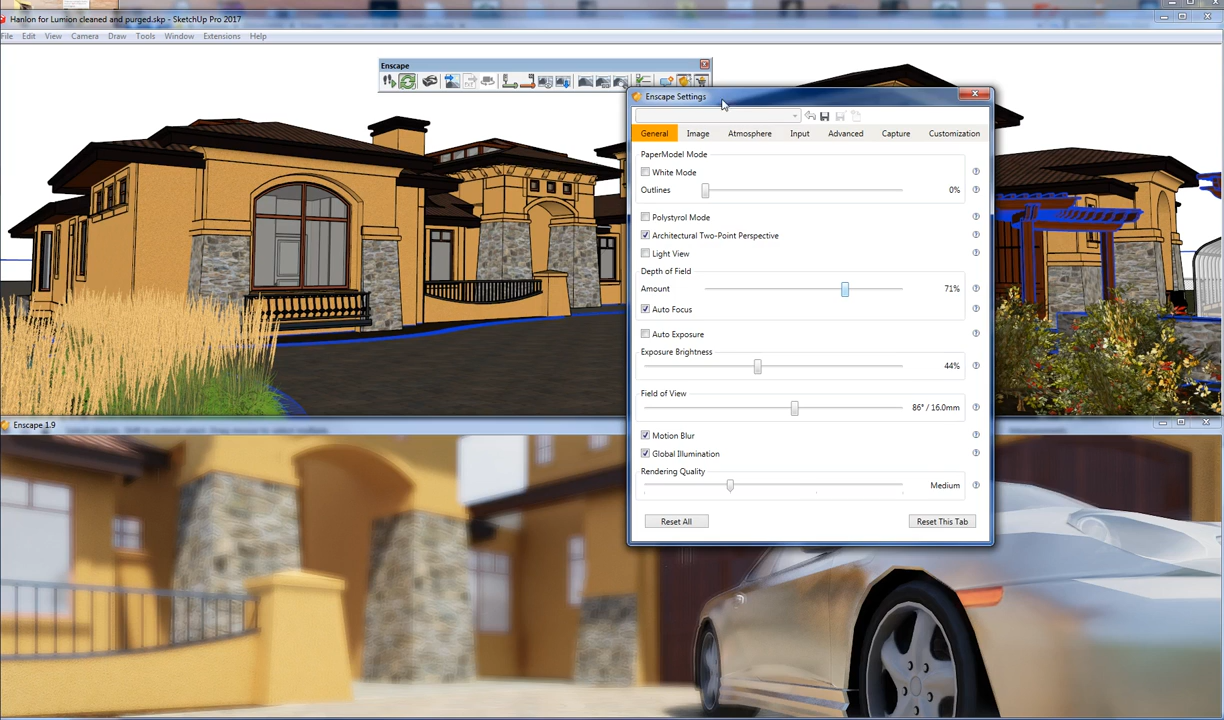 Hanlon for Lumion cleaned and purged.skp - SketchUp Pro 2017
File Edit View Camera Draw Tools Window Extensions Help
Enscape
Enscape Settings
General Image Atmosphere Input Advanced Capture Customization
PaperModel Mode
White Mode
Outlines 0%
Polystyrol Mode
Architectural Two-Point Perspective
Light View
Depth of Field
Amount 71%
Auto Focus
Auto Exposure
Exposure Brightness
44%
Field of View
86° / 16.0mm
Motion Blur
Global Illumination
Rendering Quality
Medium
Reset All Reset This Tab
Enscape 1.9